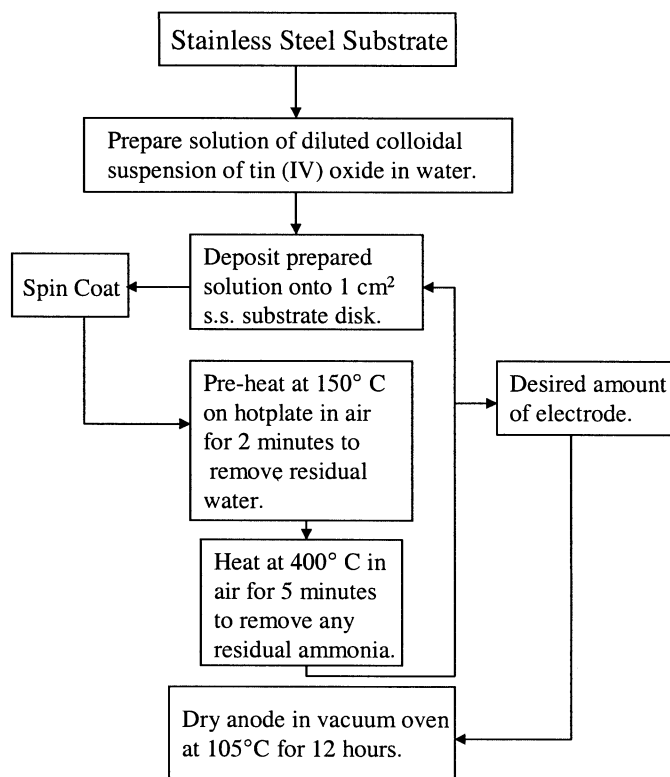 Stainless Steel Substrate
Prepare solution of diluted colloidal
suspension of tin (IV) oxide in water.
Deposit prepared
solution onto 1 cm²
s.s. substrate disk.
Spin Coat
Pre-heat at 150° C
on hotplate in air
for 2 minutes to
remove residual
water.
Desired amount
of electrode.
Heat at 400° C in
air for 5 minutes
to remove any
residual ammonia.
Dry anode in vacuum oven
at 105°C for 12 hours.